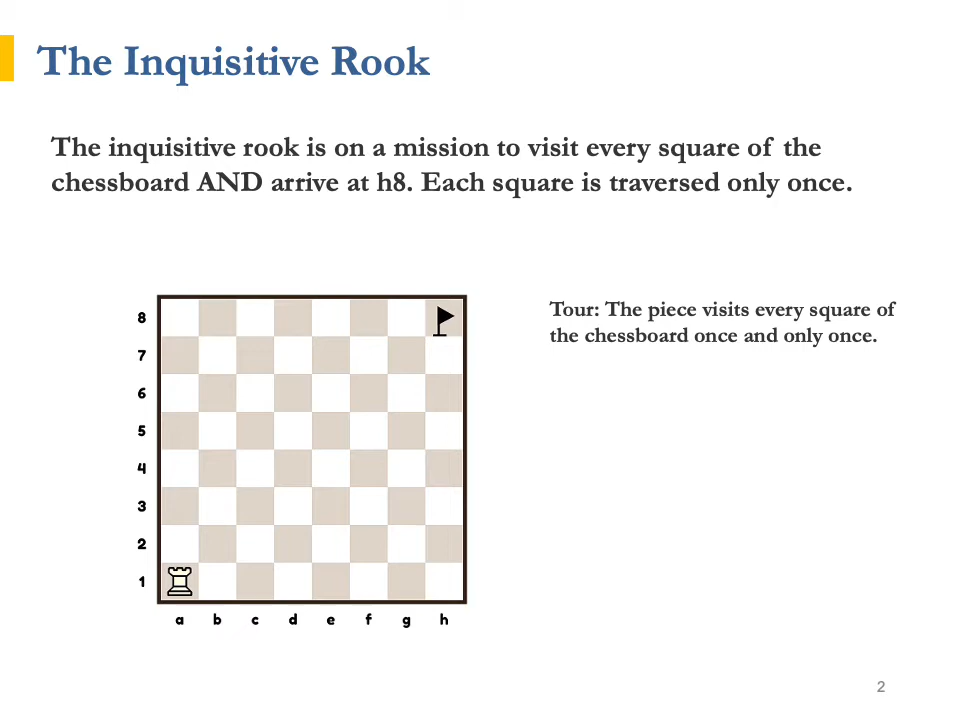 The Inquisitive Rook
The inquisitive rook is on a mission to visit every square of the
chessboard AND arrive at h8. Each square is traversed only once.
Tour: The piece visits every square of
the chessboard once and only once.
8
7
6
5
4
3
2
1
a b c d e f g h
2